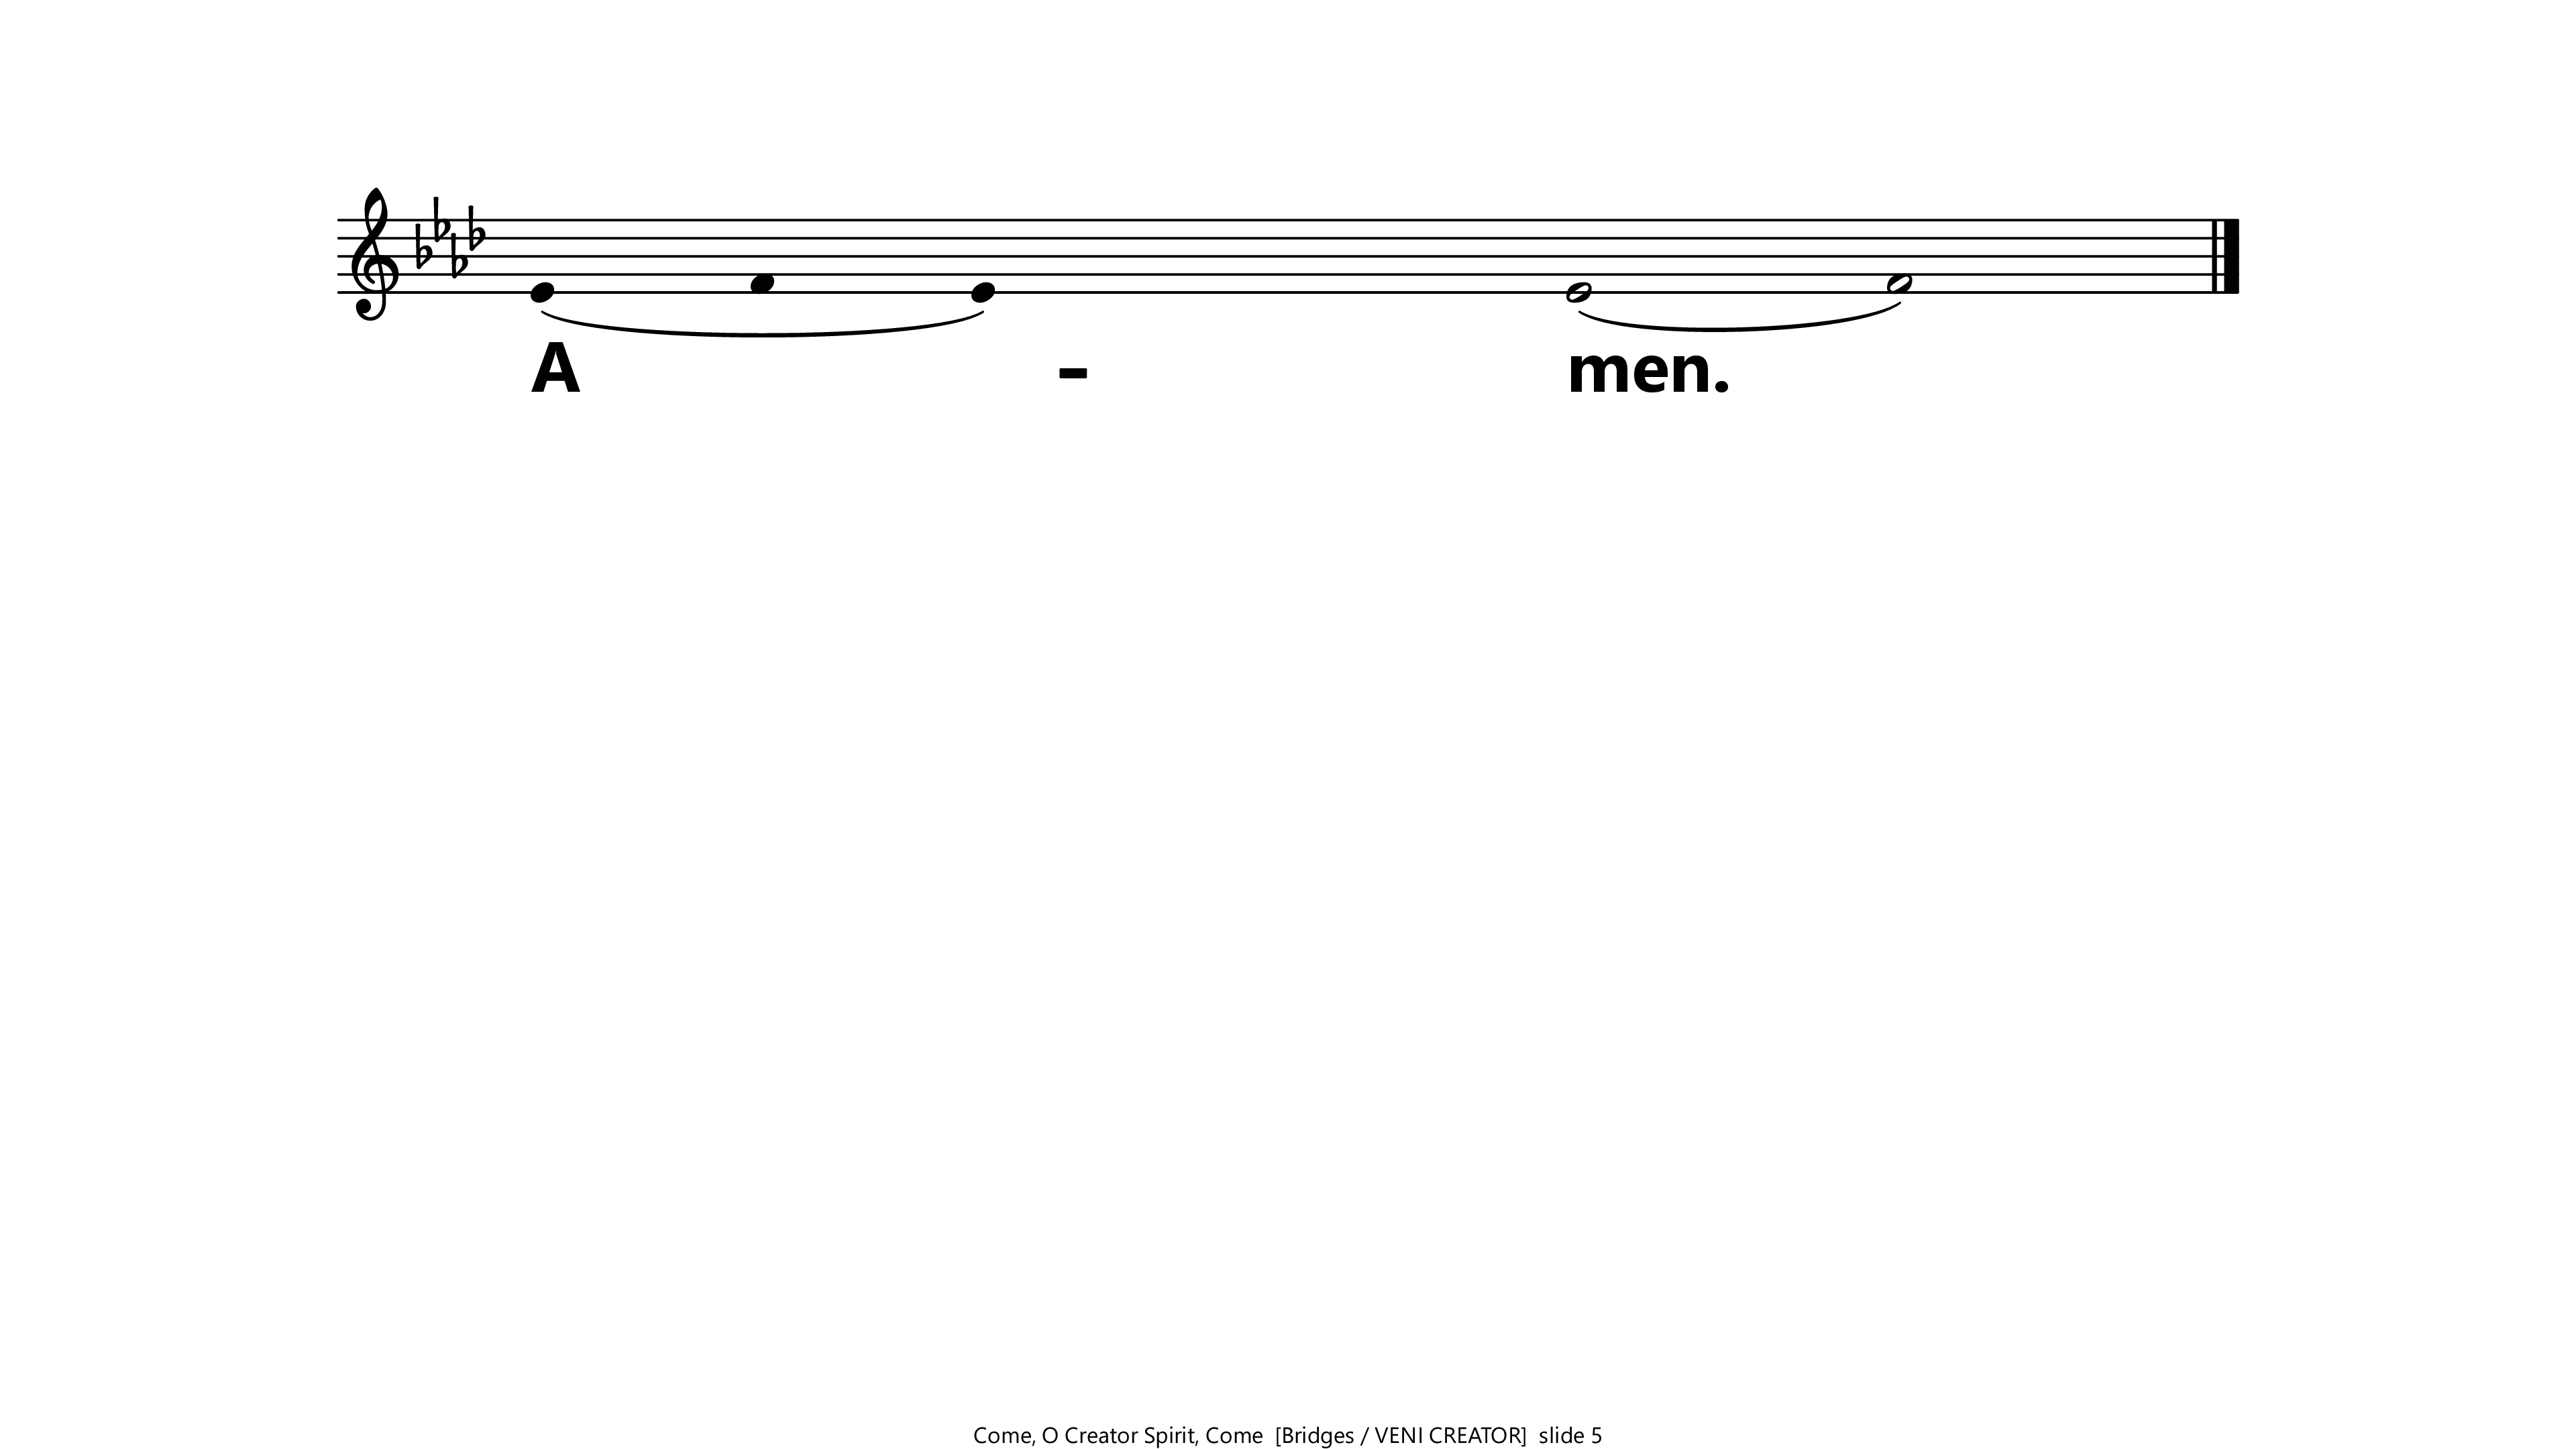 A - men.
Come, O Creator Spirit, Come [Bridges / VENI CREATOR] slide 5